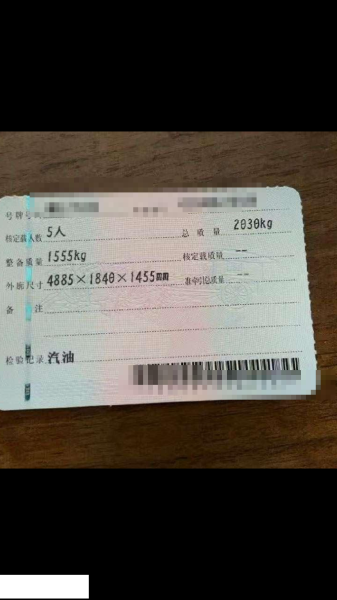 号牌号码
核定载人数 5人 总质量 2030kg
整备质量 1555kg 核定载质量 --
外廓尺寸 4885×1840×1455mm 准牵引总质量 --
备注
检验记录 汽油